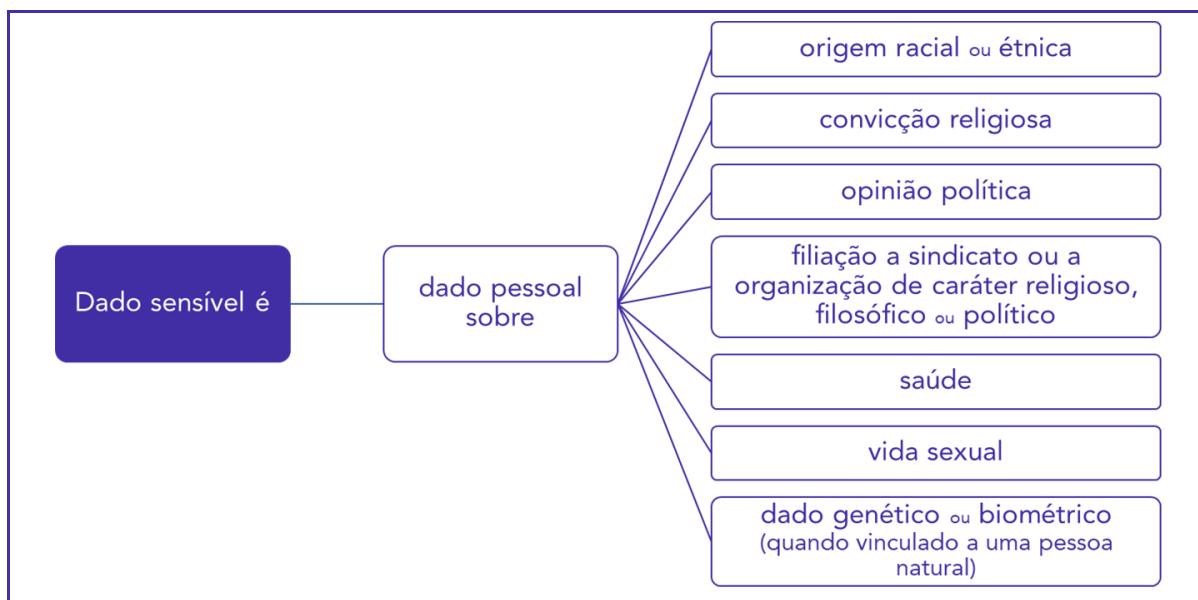 Dado sensível é
dado pessoal
sobre
origem racial ou étnica
convicção religiosa
opinião política
filiação a sindicato ou a
organização de caráter religioso,
filosófico ou político
saúde
vida sexual
dado genético ou biométrico
(quando vinculado a uma pessoa
natural)